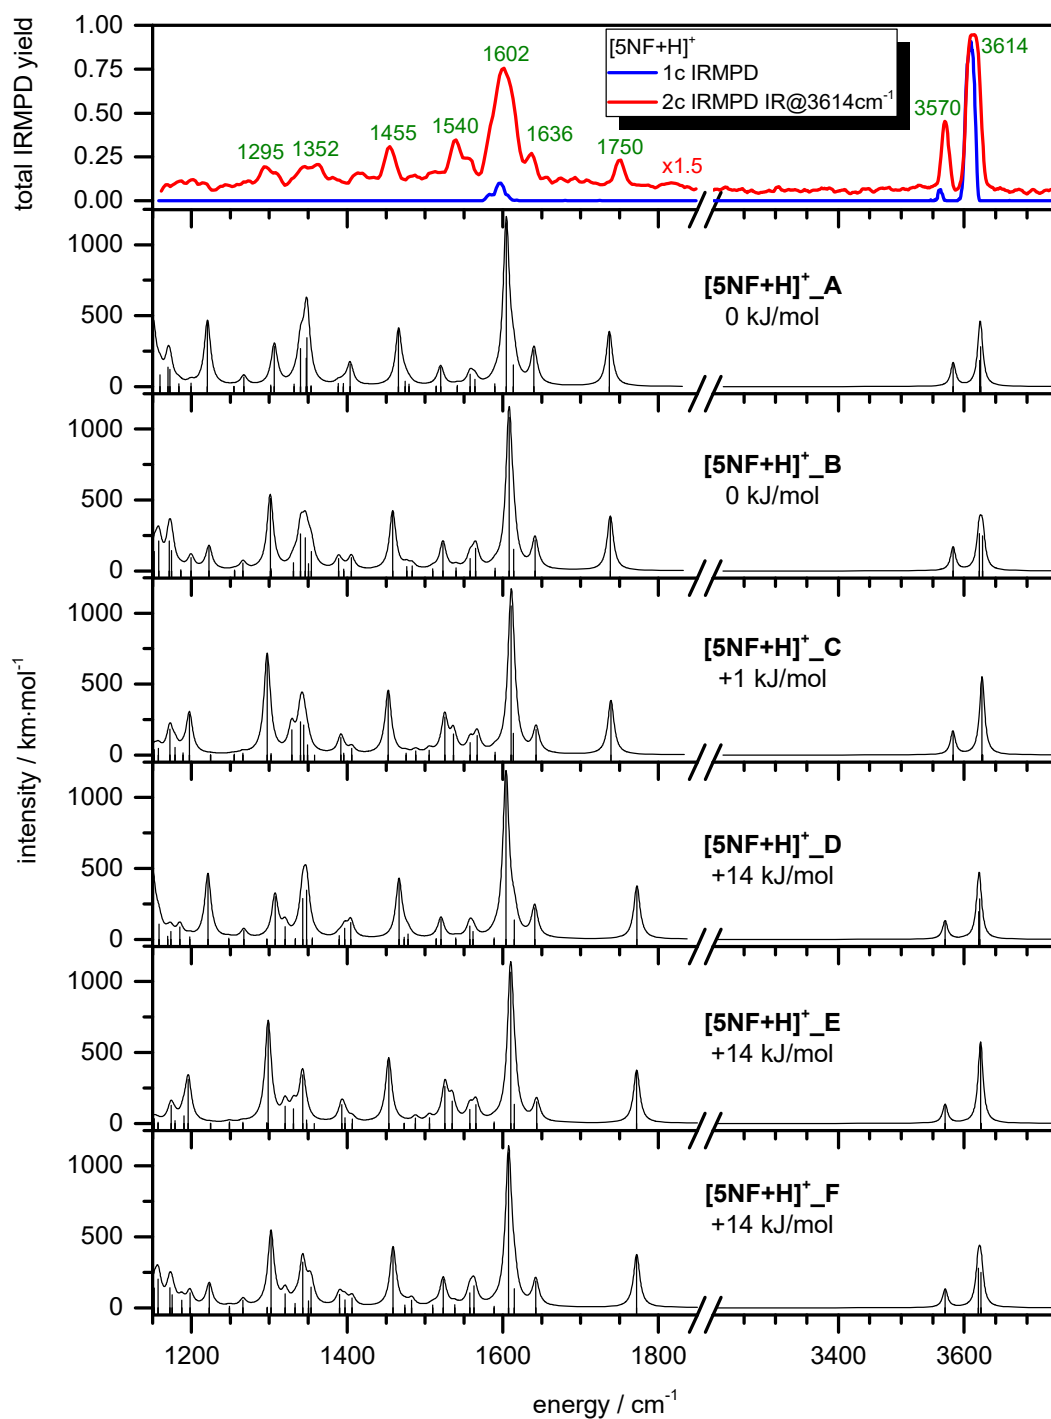 total IRMPD yield
1.00
0.75
0.50
0.25
0.00
[5NF+H]⁺
1c IRMPD
2c IRMPD IR@3614cm⁻¹
1295
1352
1455
1540
1602
1636
1750
x1.5
3570
3614
intensity / km·mol⁻¹
1000
500
0
[5NF+H]⁺_A
0 kJ/mol
1000
500
0
[5NF+H]⁺_B
0 kJ/mol
1000
500
0
[5NF+H]⁺_C
+1 kJ/mol
1000
500
0
[5NF+H]⁺_D
+14 kJ/mol
1000
500
0
[5NF+H]⁺_E
+14 kJ/mol
1000
500
0
[5NF+H]⁺_F
+14 kJ/mol
1200
1400
1600
1800
3400
3600
energy / cm⁻¹